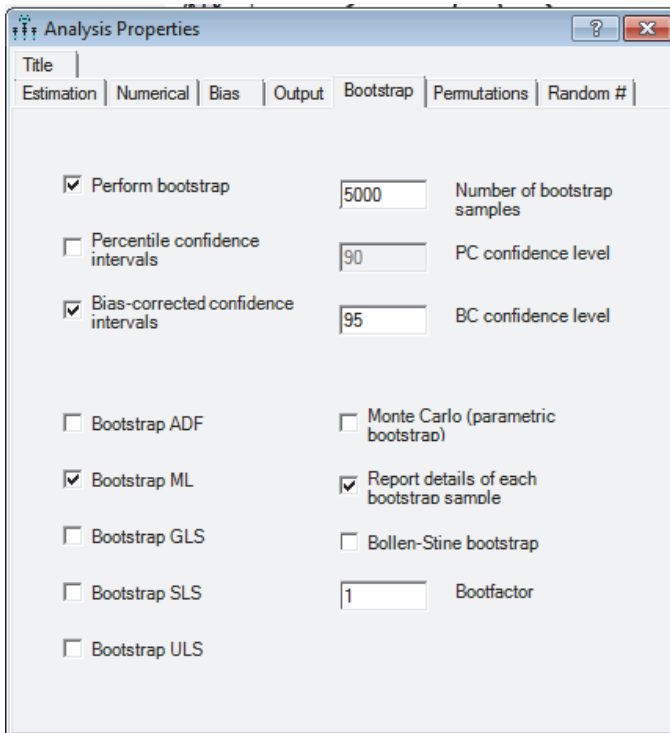 Analysis Properties
Title
Estimation Numerical Bias Output Bootstrap Permutations Random #
Perform bootstrap
5000
Number of bootstrap
samples
Percentile confidence
intervals
90
PC confidence level
Bias-corrected confidence
intervals
95
BC confidence level
Bootstrap ADF
Monte Carlo (parametric
bootstrap)
Bootstrap ML
Report details of each
bootstrap sample
Bootstrap GLS
Bollen-Stine bootstrap
Bootstrap SLS
1
Bootfactor
Bootstrap ULS